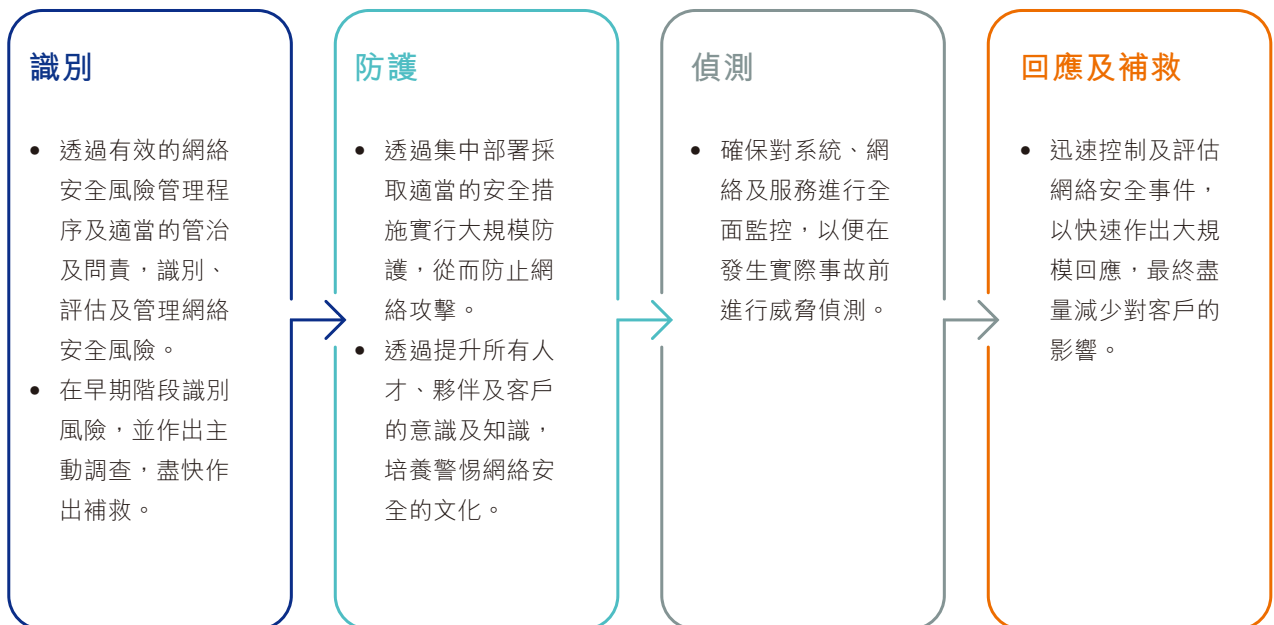 識別
• 透過有效的網絡
安全風險管理程
序及適當的管治
及問責，識別、
評估及管理網絡
安全風險。
• 在早期階段識別
風險，並作出主
動調查，盡快作
出補救。
防護
• 透過集中部署採
取適當的安全措
施實行大規模防
護，從而防止網
絡攻擊。
• 透過提升所有人
才、夥伴及客戶
的意識及知識，
培養警惕網絡安
全的文化。
偵測
• 確保對系統、網
絡及服務進行全
面監控，以便在
發生實際事故前
進行威脅偵測。
回應及補救
• 迅速控制及評估
網絡安全事件，
以快速作出大規
模回應，最終盡
量減少對客戶的
影響。